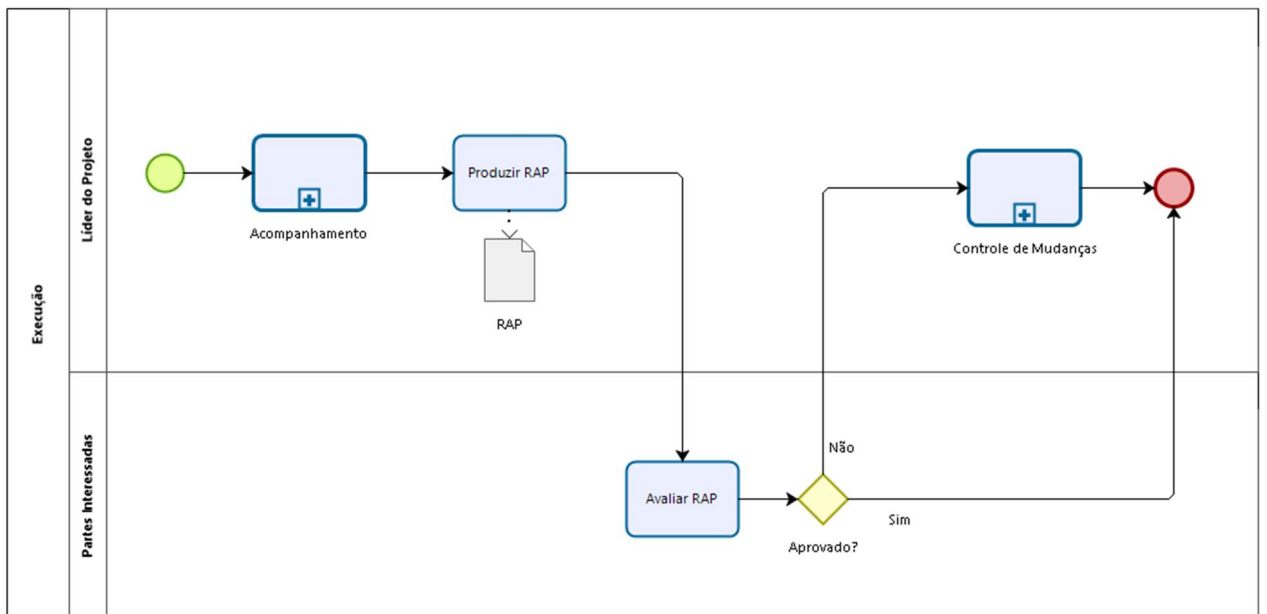 Execução
Líder do Projeto
Acompanhamento
Produzir RAP
RAP
Controle de Mudanças
Partes Interessadas
Avaliar RAP
Não
Aprovado?
Sim